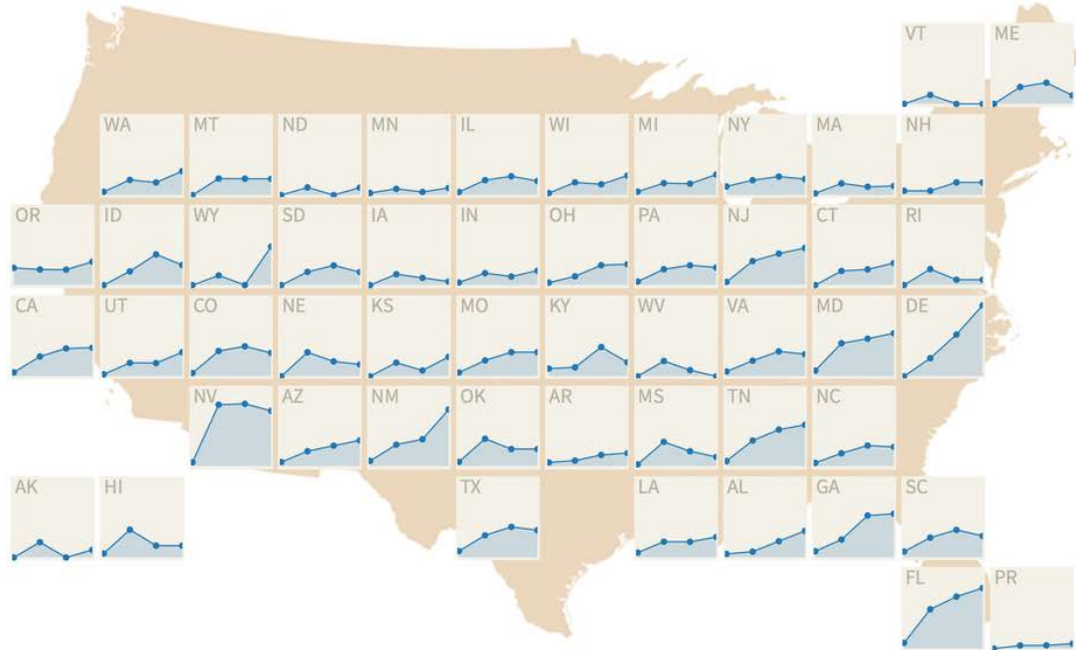 VT ME
WA MT ND MN IL WI MI NY MA NH
OR ID WY SD IA IN OH PA NJ CT RI
CA UT CO NE KS MO KY WV VA MD DE
NV AZ NM OK AR MS TN NC
AK HI TX LA AL GA SC
FL PR